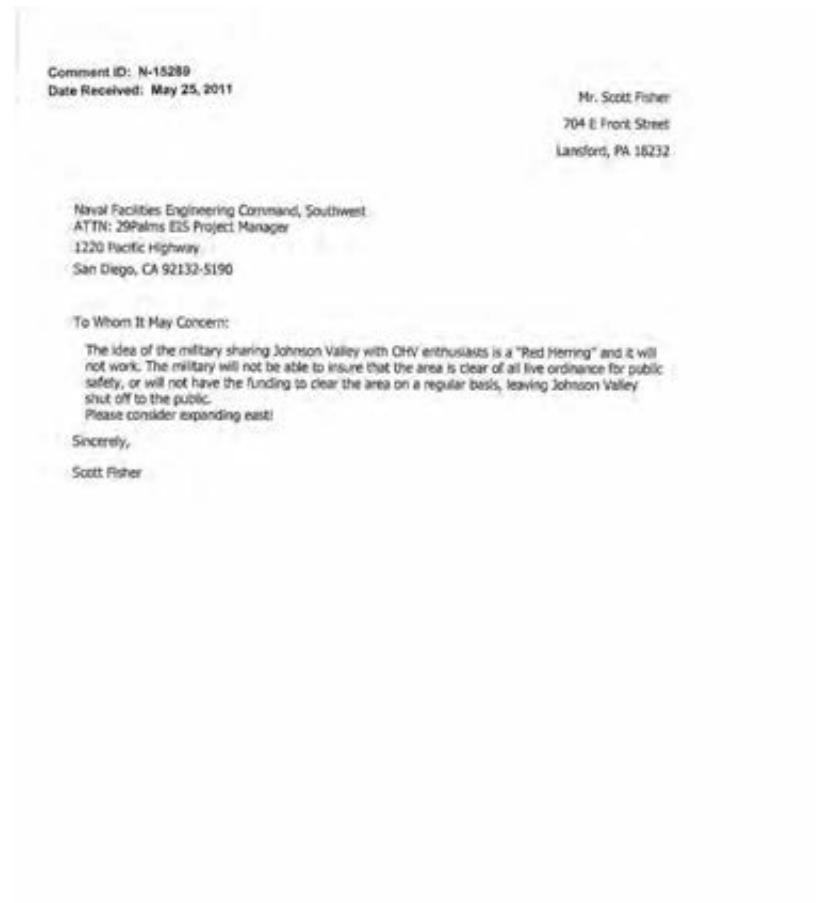 Comment ID: N-15289
Date Received: May 25, 2011
Mr. Scott Fisher
704 E Front Street
Lansford, PA 18232
Naval Facilities Engineering Command, Southwest
ATTN: 29Palms EIS Project Manager
1220 Pacific Highway
San Diego, CA 92132-5190
To Whom It May Concern:
The idea of the military sharing Johnson Valley with OHV enthusiasts is a "Red Herring" and it will
not work. The military will not be able to insure that the area is clear of all live ordinance for public
safety, or will not have the funding to clear the area on a regular basis, leaving Johnson Valley
shut off to the public.
Please consider expanding east!
Sincerely,
Scott Fisher